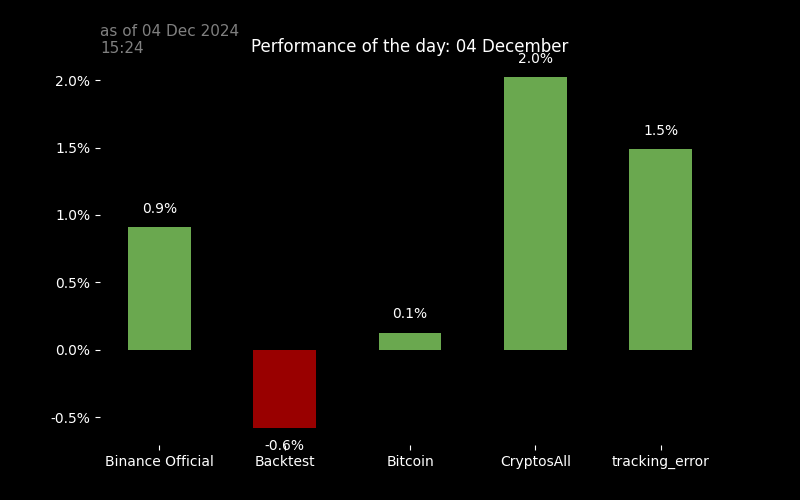 as of 04 Dec 2024
15:24
Performance of the day: 04 December
2.0%
2.0%
1.5%
1.5%
1.0%
0.9%
0.5%
0.1%
0.0%
-0.5%
-0.6%
Binance Official
Backtest
Bitcoin
CryptosAll
tracking_error